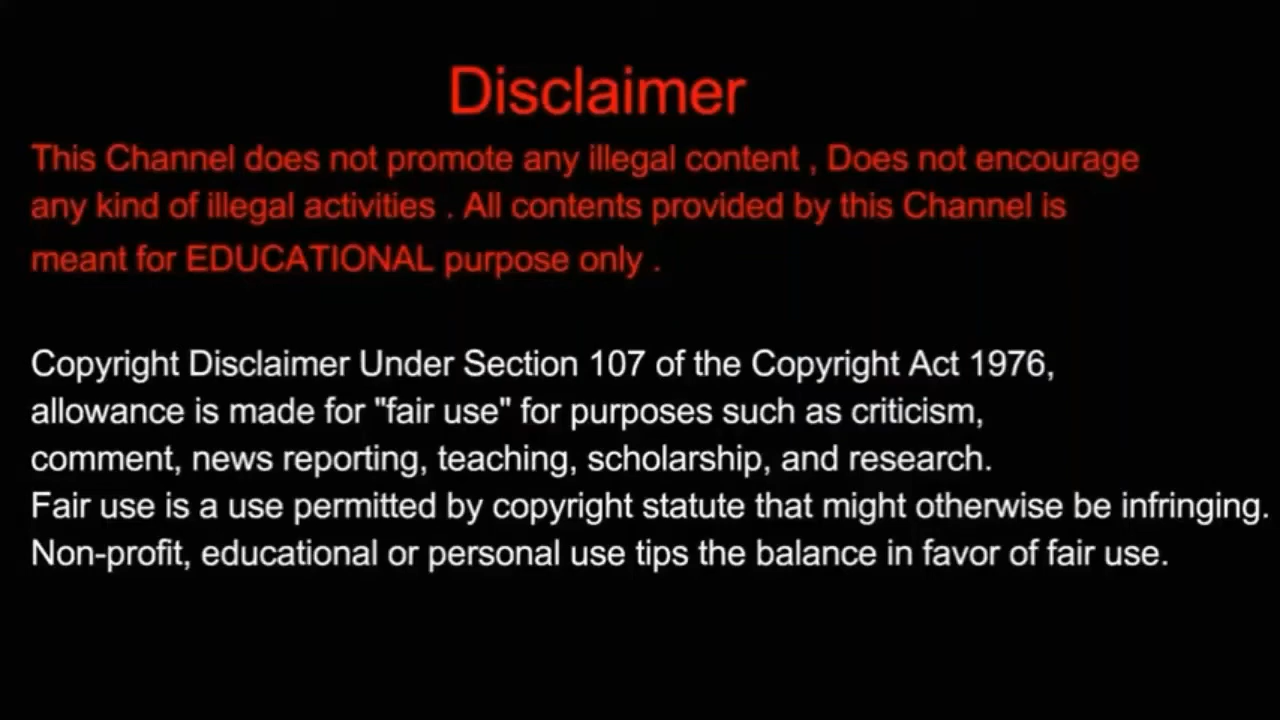 Disclaimer
This Channel does not promote any illegal content , Does not encourage
any kind of illegal activities . All contents provided by this Channel is
meant for EDUCATIONAL purpose only .
Copyright Disclaimer Under Section 107 of the Copyright Act 1976,
allowance is made for "fair use" for purposes such as criticism,
comment, news reporting, teaching, scholarship, and research.
Fair use is a use permitted by copyright statute that might otherwise be infringing.
Non-profit, educational or personal use tips the balance in favor of fair use.